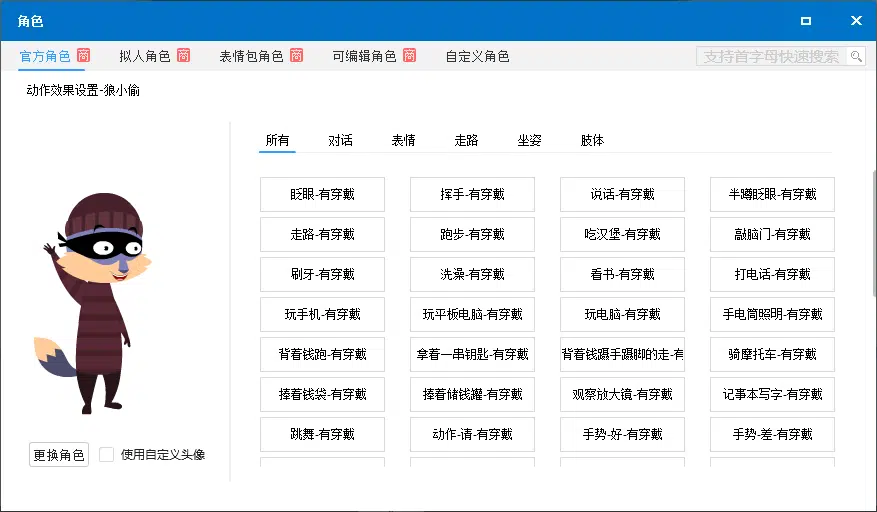 角色
官方角色 商 拟人角色 商 表情包角色 商 可编辑角色 商 自定义角色 支持首字母快速搜索
动作效果设置-狼小偷
所有 对话 表情 走路 坐姿 肢体
眨眼-有穿戴 挥手-有穿戴 说话-有穿戴 半蹲眨眼-有穿戴
走路-有穿戴 跑步-有穿戴 吃汉堡-有穿戴 敲脑门-有穿戴
刷牙-有穿戴 洗澡-有穿戴 看书-有穿戴 打电话-有穿戴
玩手机-有穿戴 玩平板电脑-有穿戴 玩电脑-有穿戴 手电筒照明-有穿戴
背着钱跑-有穿戴 拿着一串钥匙-有穿戴 背着钱蹑手蹑脚的走-有 骑摩托车-有穿戴
捧着钱袋-有穿戴 捧着储钱罐-有穿戴 观察放大镜-有穿戴 记事本写字-有穿戴
跳舞-有穿戴 动作-请-有穿戴 手势-好-有穿戴 手势-差-有穿戴
更换角色 使用自定义头像